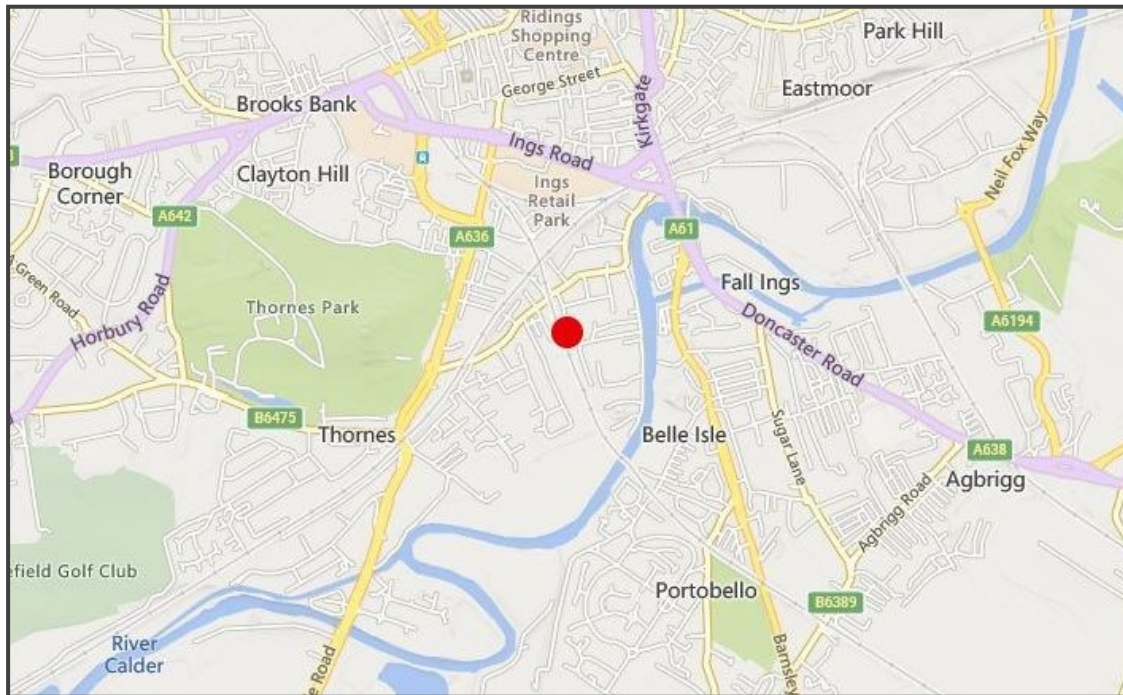 Ridings
Shopping
Centre
Park Hill
George Street
Eastmoor
Brooks Bank
Kirkgate
Ings Road
Neil Fox Way
Borough
Corner
Clayton Hill
Ings
Retail
Park
A642
A636
A61
Green Road
Horbury Road
Thornes Park
Fall Ings
Doncaster Road
A6194
B6475
Thornes
Belle Isle
Sugar Lane
A638
Agbrigg
Agbrigg Road
efield Golf Club
Portobello
B6389
River
Calder
Barnsley
Road